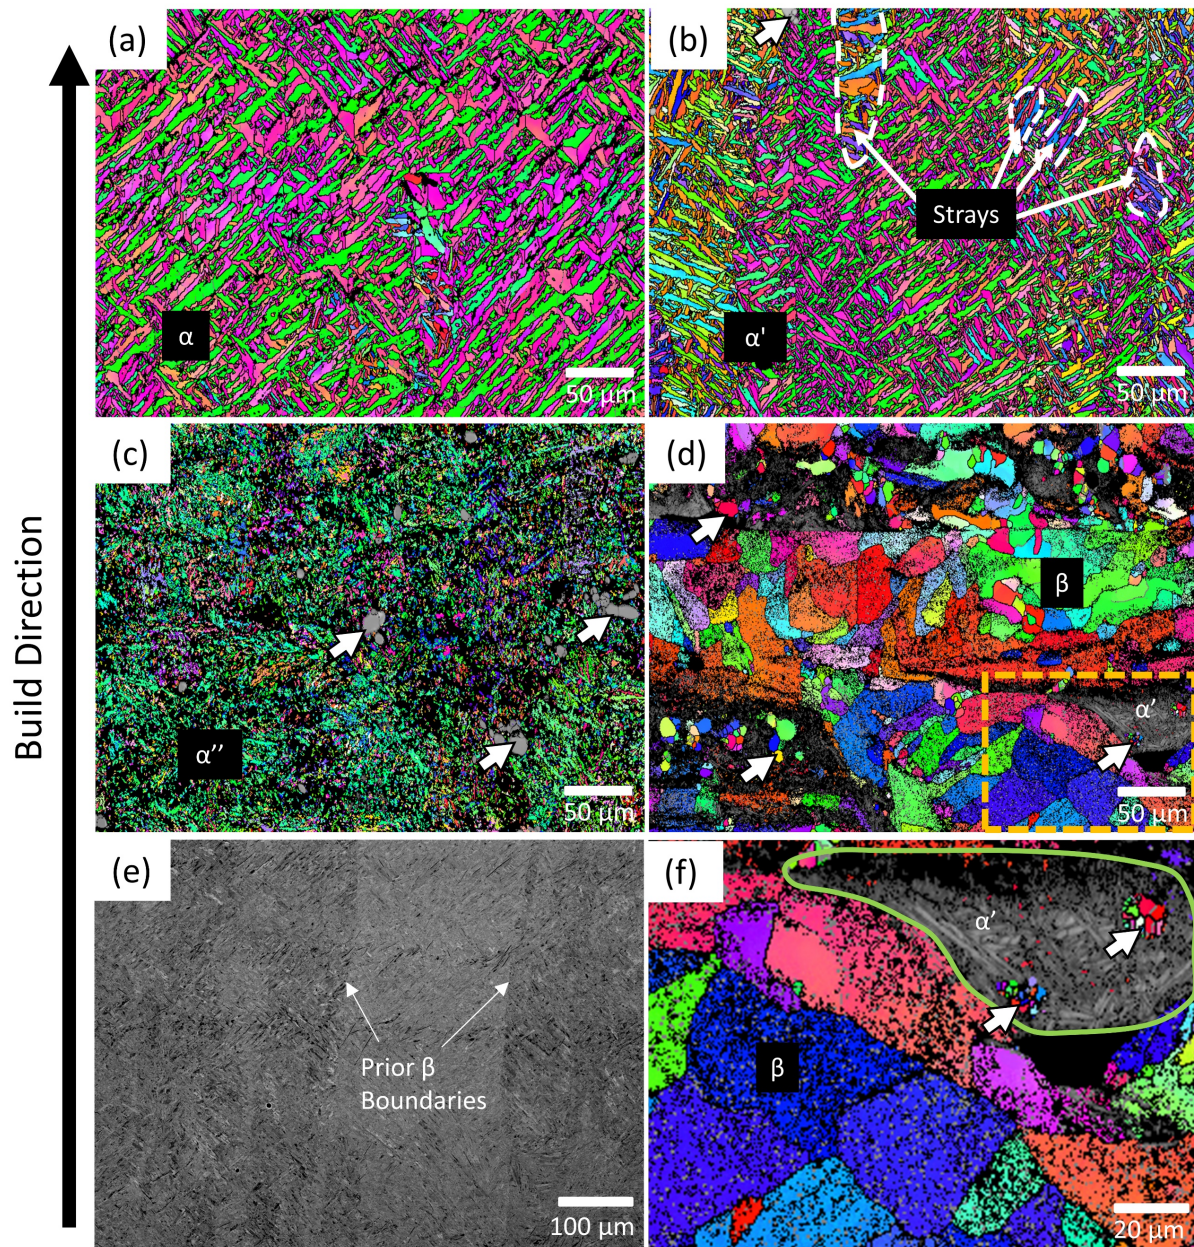 Build Direction
(a)
α
50 μm
(b)
Strays
α'
50 μm
(c)
α′′
50 μm
(d)
β
α′
50 μm
(e)
Prior β
Boundaries
100 μm
(f)
α′
β
20 μm